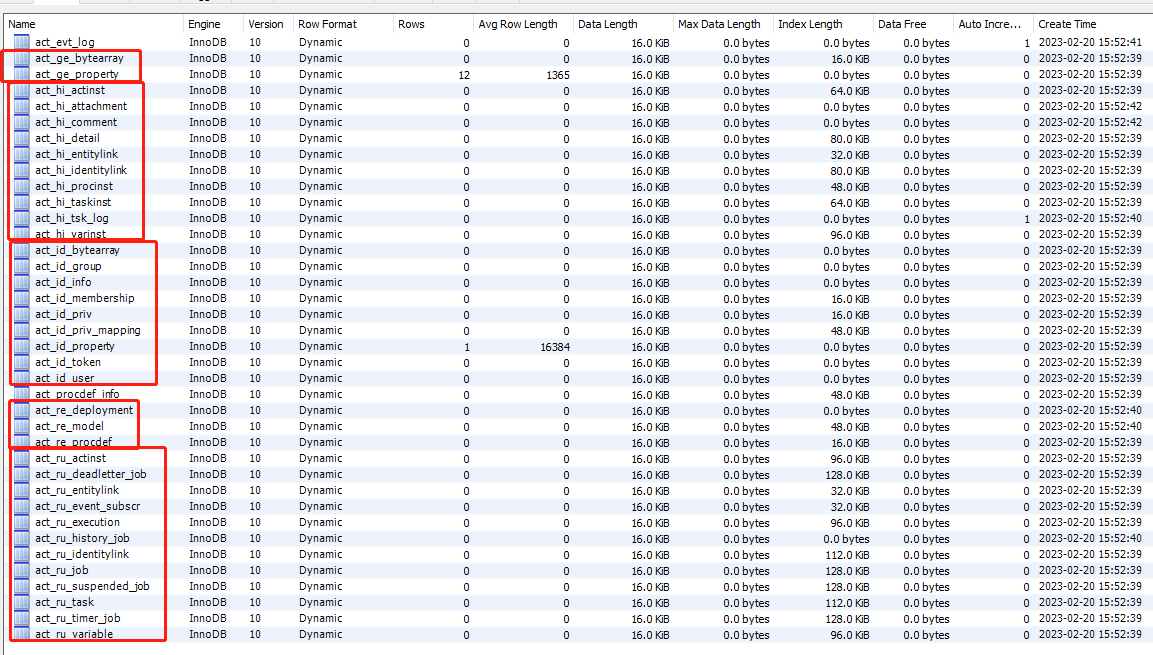 Name Engine Version Row Format Rows Avg Row Length Data Length Max Data Length Index Length Data Free Auto Incre... Create Time
act_evt_log InnoDB 10 Dynamic 0 0 16.0 KiB 0.0 bytes 0.0 bytes 0.0 bytes 1 2023-02-20 15:52:41
act_ge_bytearray InnoDB 10 Dynamic 0 0 16.0 KiB 0.0 bytes 16.0 KiB 0.0 bytes 0 2023-02-20 15:52:39
act_ge_property InnoDB 10 Dynamic 12 1365 16.0 KiB 0.0 bytes 0.0 bytes 0.0 bytes 0 2023-02-20 15:52:39
act_hi_actinst InnoDB 10 Dynamic 0 0 16.0 KiB 0.0 bytes 64.0 KiB 0.0 bytes 0 2023-02-20 15:52:39
act_hi_attachment InnoDB 10 Dynamic 0 0 16.0 KiB 0.0 bytes 0.0 bytes 0.0 bytes 0 2023-02-20 15:52:42
act_hi_comment InnoDB 10 Dynamic 0 0 16.0 KiB 0.0 bytes 0.0 bytes 0.0 bytes 0 2023-02-20 15:52:42
act_hi_detail InnoDB 10 Dynamic 0 0 16.0 KiB 0.0 bytes 80.0 KiB 0.0 bytes 0 2023-02-20 15:52:39
act_hi_entitylink InnoDB 10 Dynamic 0 0 16.0 KiB 0.0 bytes 32.0 KiB 0.0 bytes 0 2023-02-20 15:52:39
act_hi_identitylink InnoDB 10 Dynamic 0 0 16.0 KiB 0.0 bytes 80.0 KiB 0.0 bytes 0 2023-02-20 15:52:39
act_hi_procinst InnoDB 10 Dynamic 0 0 16.0 KiB 0.0 bytes 48.0 KiB 0.0 bytes 0 2023-02-20 15:52:39
act_hi_taskinst InnoDB 10 Dynamic 0 0 16.0 KiB 0.0 bytes 64.0 KiB 0.0 bytes 0 2023-02-20 15:52:39
act_hi_tsk_log InnoDB 10 Dynamic 0 0 16.0 KiB 0.0 bytes 0.0 bytes 0.0 bytes 1 2023-02-20 15:52:40
act_hi_varinst InnoDB 10 Dynamic 0 0 16.0 KiB 0.0 bytes 96.0 KiB 0.0 bytes 0 2023-02-20 15:52:39
act_id_bytearray InnoDB 10 Dynamic 0 0 16.0 KiB 0.0 bytes 0.0 bytes 0.0 bytes 0 2023-02-20 15:52:39
act_id_group InnoDB 10 Dynamic 0 0 16.0 KiB 0.0 bytes 0.0 bytes 0.0 bytes 0 2023-02-20 15:52:39
act_id_info InnoDB 10 Dynamic 0 0 16.0 KiB 0.0 bytes 0.0 bytes 0.0 bytes 0 2023-02-20 15:52:39
act_id_membership InnoDB 10 Dynamic 0 0 16.0 KiB 0.0 bytes 16.0 KiB 0.0 bytes 0 2023-02-20 15:52:39
act_id_priv InnoDB 10 Dynamic 0 0 16.0 KiB 0.0 bytes 16.0 KiB 0.0 bytes 0 2023-02-20 15:52:39
act_id_priv_mapping InnoDB 10 Dynamic 0 0 16.0 KiB 0.0 bytes 48.0 KiB 0.0 bytes 0 2023-02-20 15:52:39
act_id_property InnoDB 10 Dynamic 1 16384 16.0 KiB 0.0 bytes 0.0 bytes 0.0 bytes 0 2023-02-20 15:52:39
act_id_token InnoDB 10 Dynamic 0 0 16.0 KiB 0.0 bytes 0.0 bytes 0.0 bytes 0 2023-02-20 15:52:39
act_id_user InnoDB 10 Dynamic 0 0 16.0 KiB 0.0 bytes 0.0 bytes 0.0 bytes 0 2023-02-20 15:52:39
act_procdef_info InnoDB 10 Dynamic 0 0 16.0 KiB 0.0 bytes 48.0 KiB 0.0 bytes 0 2023-02-20 15:52:39
act_re_deployment InnoDB 10 Dynamic 0 0 16.0 KiB 0.0 bytes 0.0 bytes 0.0 bytes 0 2023-02-20 15:52:40
act_re_model InnoDB 10 Dynamic 0 0 16.0 KiB 0.0 bytes 48.0 KiB 0.0 bytes 0 2023-02-20 15:52:40
act_re_procdef InnoDB 10 Dynamic 0 0 16.0 KiB 0.0 bytes 16.0 KiB 0.0 bytes 0 2023-02-20 15:52:39
act_ru_actinst InnoDB 10 Dynamic 0 0 16.0 KiB 0.0 bytes 96.0 KiB 0.0 bytes 0 2023-02-20 15:52:39
act_ru_deadletter_job InnoDB 10 Dynamic 0 0 16.0 KiB 0.0 bytes 128.0 KiB 0.0 bytes 0 2023-02-20 15:52:39
act_ru_entitylink InnoDB 10 Dynamic 0 0 16.0 KiB 0.0 bytes 32.0 KiB 0.0 bytes 0 2023-02-20 15:52:39
act_ru_event_subscr InnoDB 10 Dynamic 0 0 16.0 KiB 0.0 bytes 32.0 KiB 0.0 bytes 0 2023-02-20 15:52:39
act_ru_execution InnoDB 10 Dynamic 0 0 16.0 KiB 0.0 bytes 96.0 KiB 0.0 bytes 0 2023-02-20 15:52:39
act_ru_history_job InnoDB 10 Dynamic 0 0 16.0 KiB 0.0 bytes 0.0 bytes 0.0 bytes 0 2023-02-20 15:52:40
act_ru_identitylink InnoDB 10 Dynamic 0 0 16.0 KiB 0.0 bytes 112.0 KiB 0.0 bytes 0 2023-02-20 15:52:39
act_ru_job InnoDB 10 Dynamic 0 0 16.0 KiB 0.0 bytes 128.0 KiB 0.0 bytes 0 2023-02-20 15:52:39
act_ru_suspended_job InnoDB 10 Dynamic 0 0 16.0 KiB 0.0 bytes 128.0 KiB 0.0 bytes 0 2023-02-20 15:52:39
act_ru_task InnoDB 10 Dynamic 0 0 16.0 KiB 0.0 bytes 112.0 KiB 0.0 bytes 0 2023-02-20 15:52:39
act_ru_timer_job InnoDB 10 Dynamic 0 0 16.0 KiB 0.0 bytes 128.0 KiB 0.0 bytes 0 2023-02-20 15:52:39
act_ru_variable InnoDB 10 Dynamic 0 0 16.0 KiB 0.0 bytes 96.0 KiB 0.0 bytes 0 2023-02-20 15:52:39